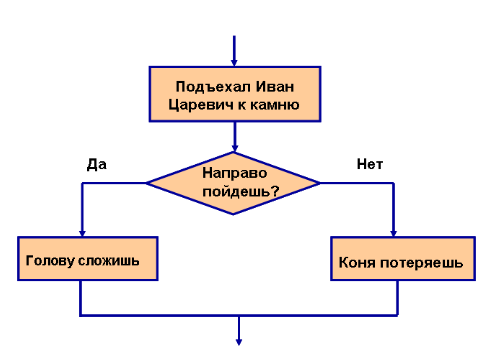 Подъехал Иван
Царевич к камню
Да
Нет
Направо
пойдешь?
Голову сложишь
Коня потеряешь